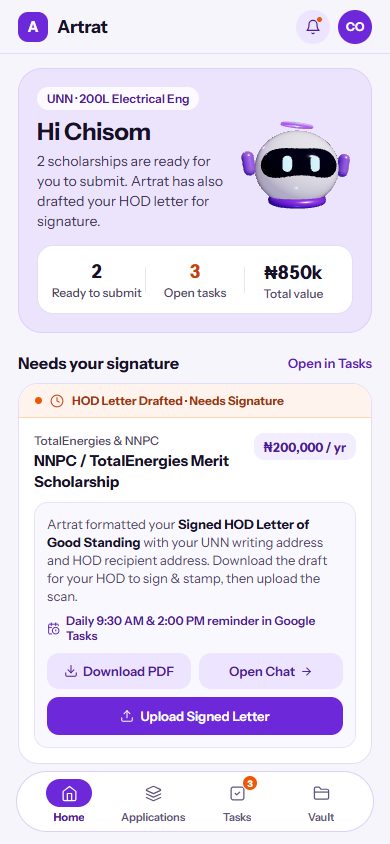 A Artrat CO
UNN · 200L Electrical Eng
Hi Chisom
2 scholarships are ready for
you to submit. Artrat has also
drafted your HOD letter for
signature.
2 3 ₦850k
Ready to submit Open tasks Total value
Needs your signature Open in Tasks
HOD Letter Drafted · Needs Signature
TotalEnergies & NNPC
₦200,000 / yr
NNPC / TotalEnergies Merit
Scholarship
Artrat formatted your Signed HOD Letter of
Good Standing with your UNN writing address
and HOD recipient address. Download the draft
for your HOD to sign & stamp, then upload the
scan.
Daily 9:30 AM & 2:00 PM reminder in Google
Tasks
Download PDF Open Chat →
Upload Signed Letter
3
Home Applications Tasks Vault